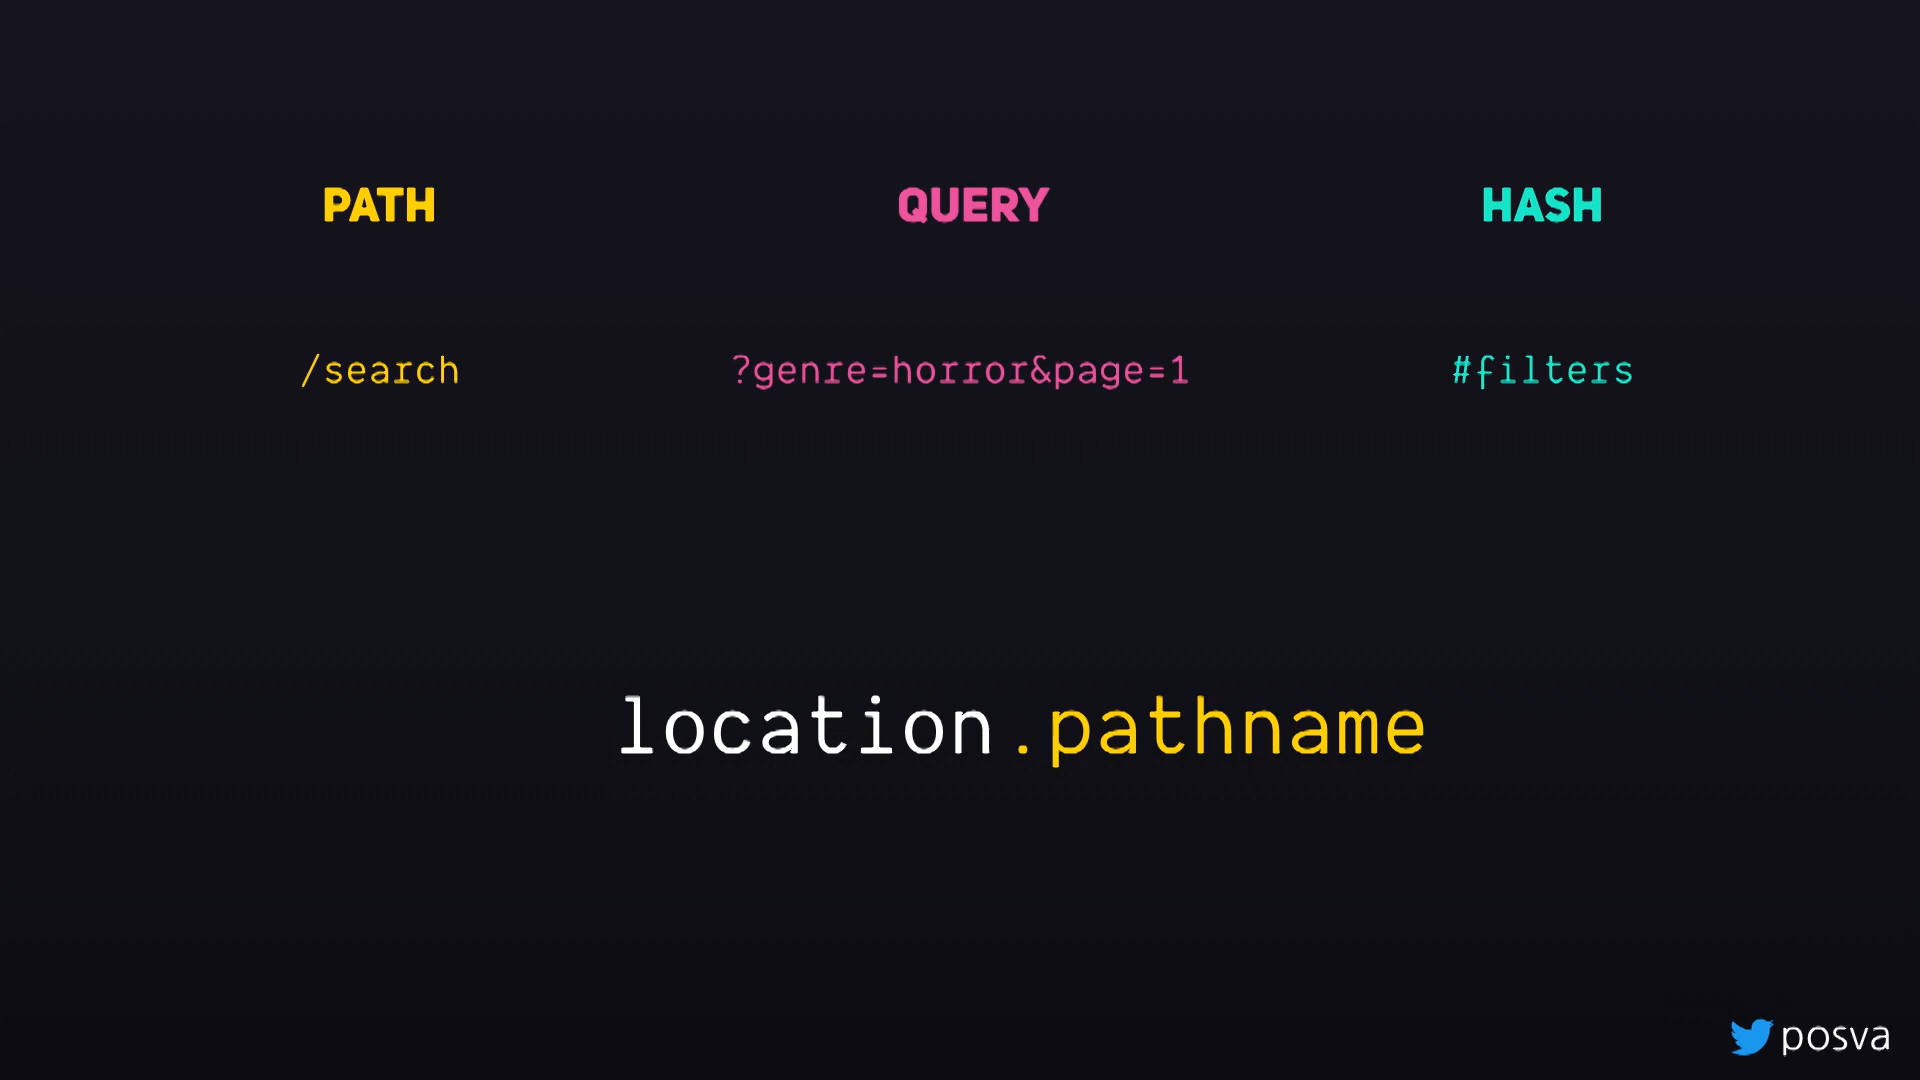 PATH QUERY HASH
/search ?genre=horror&page=1 #filters
location.pathname
posva